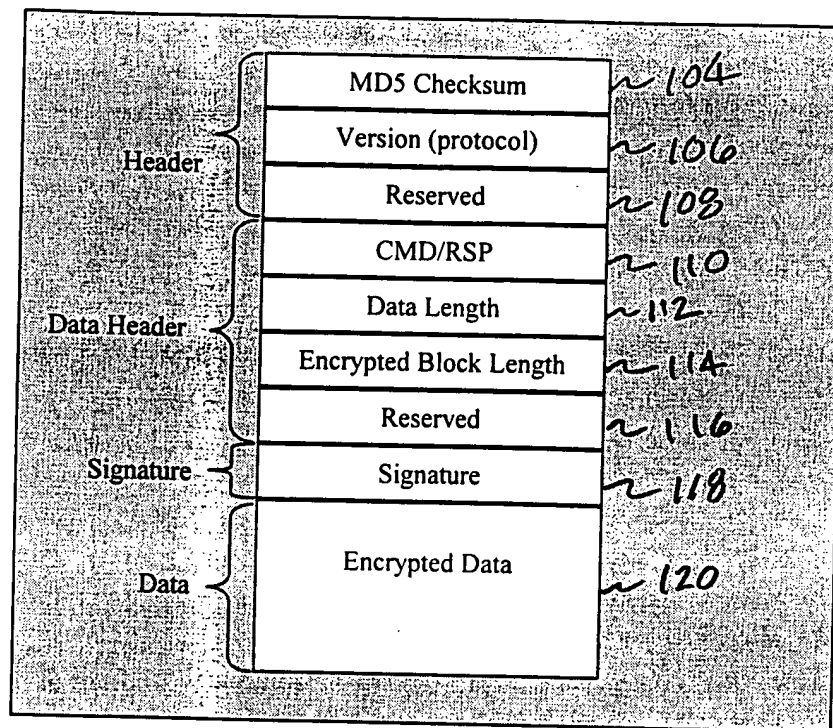 MD5 Checksum 104
Version (protocol) 106
Header
Reserved 108
CMD/RSP 110
Data Length 112
Data Header
Encrypted Block Length 114
Reserved 116
Signature Signature 118
Encrypted Data
Data 120